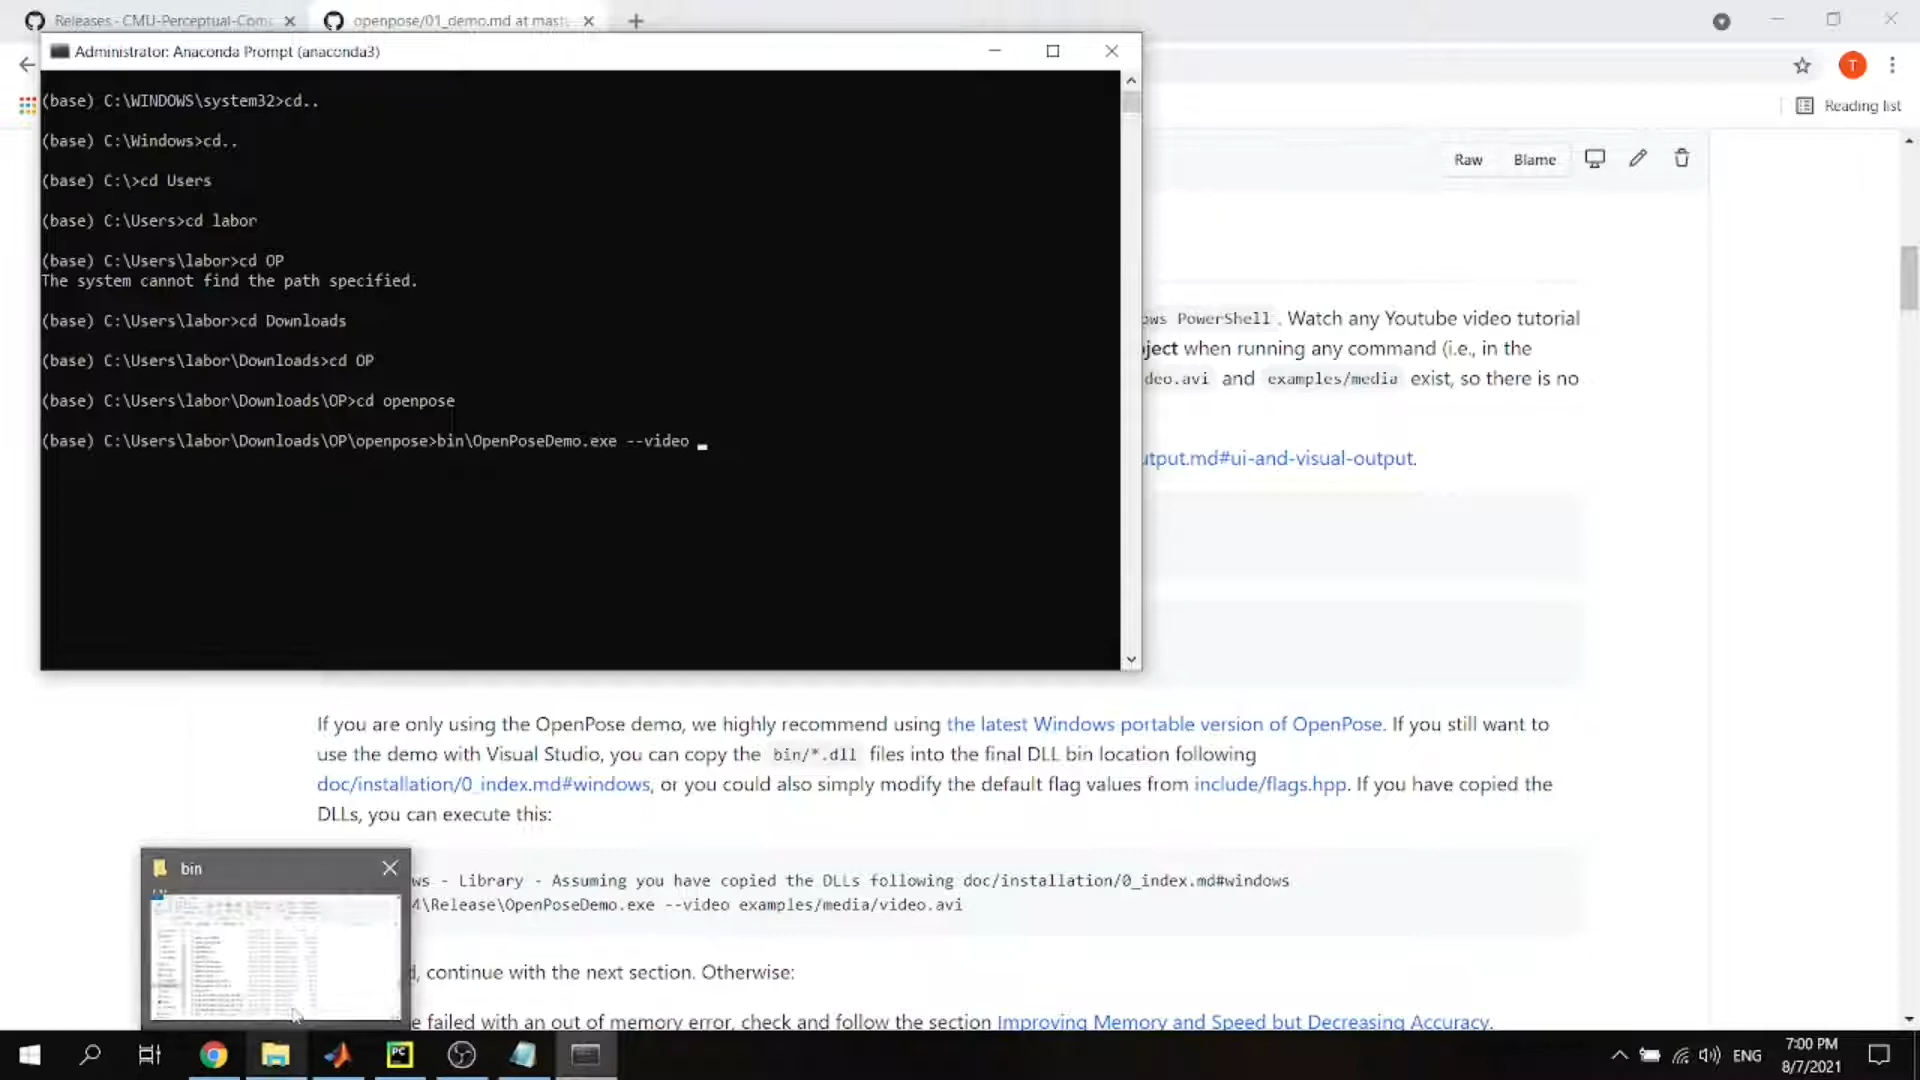 Releases - CMU-Perceptual-Com
openpose/01_demo.md at mast
Administrator: Anaconda Prompt (anaconda3)
T
Reading list
(base) C:\WINDOWS\system32>cd..
(base) C:\Windows>cd..
(base) C:\>cd Users
(base) C:\Users>cd labor
(base) C:\Users\labor>cd OP
The system cannot find the path specified.
(base) C:\Users\labor>cd Downloads
(base) C:\Users\labor\Downloads>cd OP
(base) C:\Users\labor\Downloads\OP>cd openpose
(base) C:\Users\labor\Downloads\OP\openpose>bin\OpenPoseDemo.exe --video _
Raw Blame
ows PowerShell . Watch any Youtube video tutorial
ject when running any command (i.e., in the
deo.avi and examples/media exist, so there is no
utput.md#ui-and-visual-output.
If you are only using the OpenPose demo, we highly recommend using the latest Windows portable version of OpenPose. If you still want to
use the demo with Visual Studio, you can copy the bin/*.dll files into the final DLL bin location following
doc/installation/0_index.md#windows, or you could also simply modify the default flag values from include/flags.hpp. If you have copied the
DLLs, you can execute this:
bin
ws - Library - Assuming you have copied the DLLs following doc/installation/0_index.md#windows
4\Release\OpenPoseDemo.exe --video examples/media/video.avi
d, continue with the next section. Otherwise:
e failed with an out of memory error, check and follow the section Improving Memory and Speed but Decreasing Accuracy.
PC
ENG
7:00 PM
8/7/2021